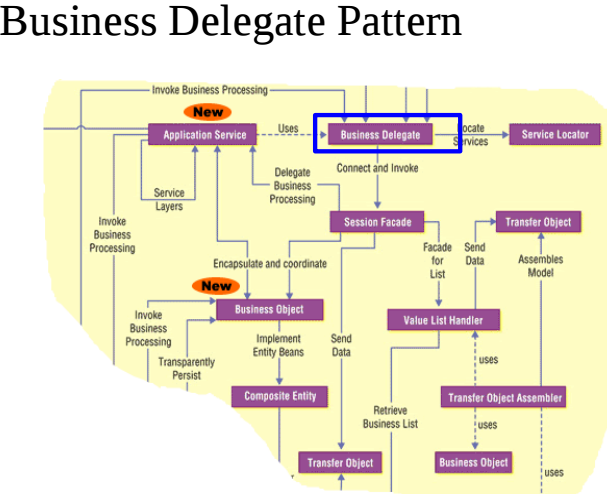 Business Delegate Pattern
Invoke Business Processing
New
Application Service
Uses
Business Delegate
Locate
Services
Service Locator
Connect and Invoke
Delegate
Business
Processing
Service
Layers
Invoke
Business
Processing
Session Facade
Transfer Object
Facade
for
List
Send
Data
Assembles
Model
Encapsulate and coordinate
New
Business Object
Invoke
Business
Processing
Value List Handler
Implement
Entity Beans
Send
Data
Transparently
Persist
uses
Composite Entity
Transfer Object Assembler
Retrieve
Business List
uses
Transfer Object
Business Object
uses